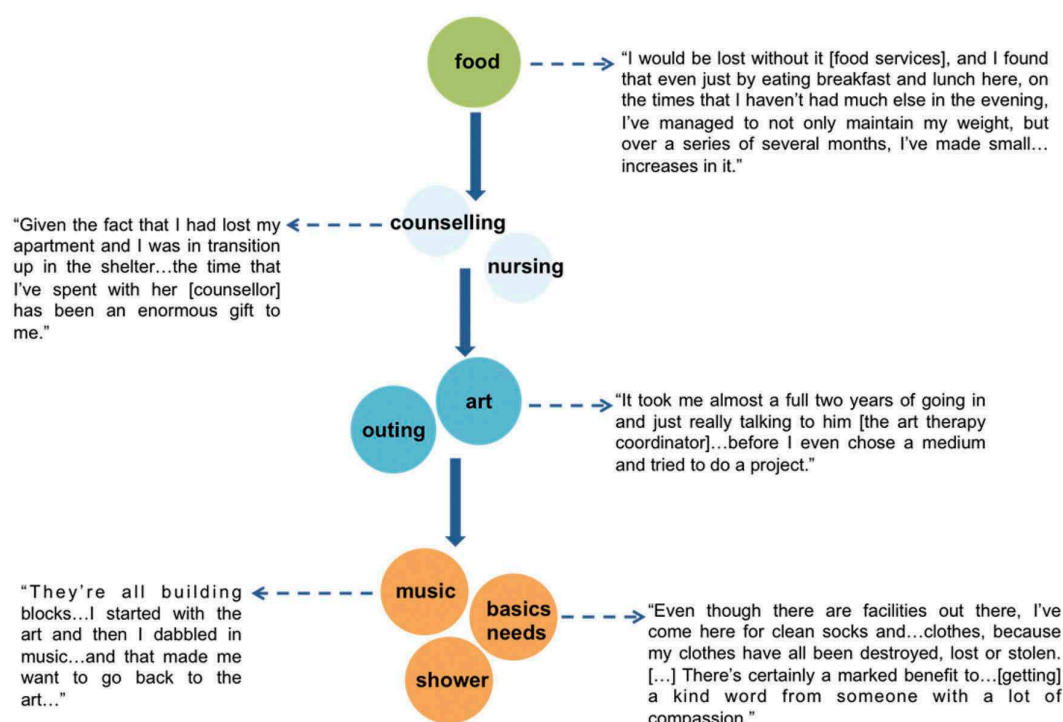 food
“I would be lost without it [food services], and I found
that even just by eating breakfast and lunch here, on
the times that I haven’t had much else in the evening,
I’ve managed to not only maintain my weight, but
over a series of several months, I’ve made small…
increases in it.”
counselling
nursing
“Given the fact that I had lost my
apartment and I was in transition
up in the shelter…the time that
I’ve spent with her [counsellor]
has been an enormous gift to
me.”
art
outing
“It took me almost a full two years of going in
and just really talking to him [the art therapy
coordinator]…before I even chose a medium
and tried to do a project.”
music
basics
needs
shower
“They’re all building
blocks…I started with the
art and then I dabbled in
music…and that made me
want to go back to the
art…”
“Even though there are facilities out there, I’ve
come here for clean socks and…clothes, because
my clothes have all been destroyed, lost or stolen.
[…] There’s certainly a marked benefit to…[getting]
a kind word from someone with a lot of
compassion.”